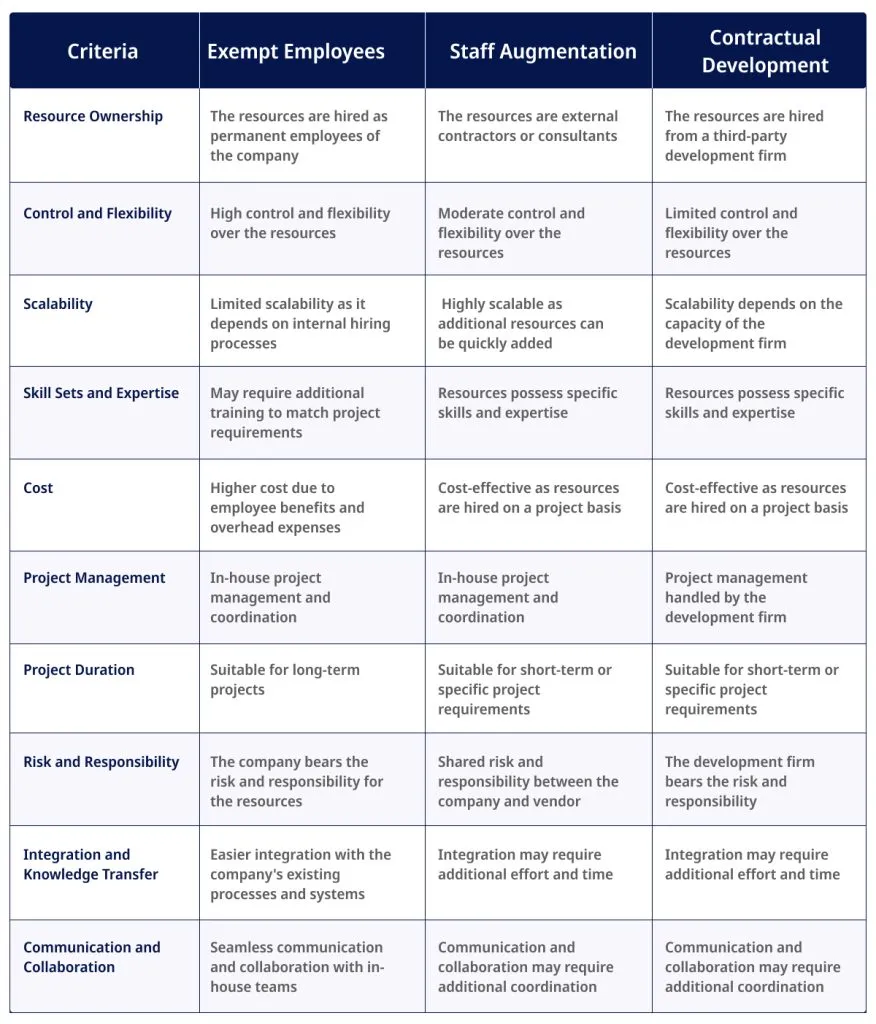 Criteria
Exempt Employees
Staff Augmentation
Contractual
Development
Resource Ownership
The resources are hired as
permanent employees of
the company
The resources are external
contractors or consultants
The resources are hired
from a third-party
development firm
Control and Flexibility
High control and flexibility
over the resources
Moderate control and
flexibility over the
resources
Limited control and
flexibility over the
resources
Scalability
Limited scalability as it
depends on internal hiring
processes
Highly scalable as
additional resources can
be quickly added
Scalability depends on the
capacity of the
development firm
Skill Sets and Expertise
May require additional
training to match project
requirements
Resources possess specific
skills and expertise
Resources possess specific
skills and expertise
Cost
Higher cost due to
employee benefits and
overhead expenses
Cost-effective as resources
are hired on a project basis
Cost-effective as resources
are hired on a project basis
Project Management
In-house project
management and
coordination
In-house project
management and
coordination
Project management
handled by the
development firm
Project Duration
Suitable for long-term
projects
Suitable for short-term or
specific project
requirements
Suitable for short-term or
specific project
requirements
Risk and Responsibility
The company bears the
risk and responsibility for
the resources
Shared risk and
responsibility between the
company and vendor
The development firm
bears the risk and
responsibility
Integration and
Knowledge Transfer
Easier integration with the
company's existing
processes and systems
Integration may require
additional effort and time
Integration may require
additional effort and time
Communication and
Collaboration
Seamless communication
and collaboration with in-
house teams
Communication and
collaboration may require
additional coordination
Communication and
collaboration may require
additional coordination